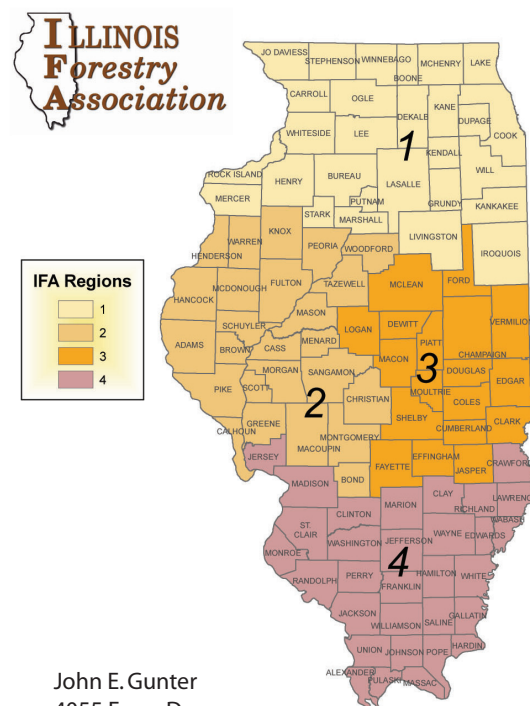 ILLINOIS
Forestry
Association
JO DAVIESS
STEPHENSON
WINNEBAGO
BOONE
MCHENRY
LAKE
CARROLL
OGLE
DEKALB
KANE
DUPAGE
COOK
WHITESIDE
LEE
1
KENDALL
WILL
ROCK ISLAND
HENRY
BUREAU
LASALLE
GRUNDY
KANKAKEE
MERCER
PUTNAM
STARK
MARSHALL
LIVINGSTON
IROQUOIS
KNOX
WARREN
HENDERSON
PEORIA
WOODFORD
FORD
IFA Regions
1
2
3
4
HANCOCK
MCDONOUGH
FULTON
TAZEWELL
MCLEAN
MASON
LOGAN
DEWITT
VERMILION
SCHUYLER
ADAMS
BROWN
CASS
MENARD
PIATT
CHAMPAIGN
MACON
3
DOUGLAS
MORGAN
SANGAMON
PIKE
SCOTT
2
CHRISTIAN
MOULTRIE
EDGAR
COLES
SHELBY
GREENE
CALHOUN
MACOUPIN
MONTGOMERY
CUMBERLAND
CLARK
JERSEY
FAYETTE
EFFINGHAM
JASPER
CRAWFORD
MADISON
BOND
CLINTON
MARION
CLAY
RICHLAND
LAWRENC
WABASH
ST.
CLAIR
WASHINGTON
JEFFERSON
WAYNE
EDWARDS
MONROE
4
RANDOLPH
PERRY
FRANKLIN
HAMILTON
WHITE
JACKSON
WILLIAMSON
SALINE
GALLATIN
UNION
JOHNSON
POPE
HARDIN
ALEXANDER
PULASKI
MASSAC
John E. Gunter